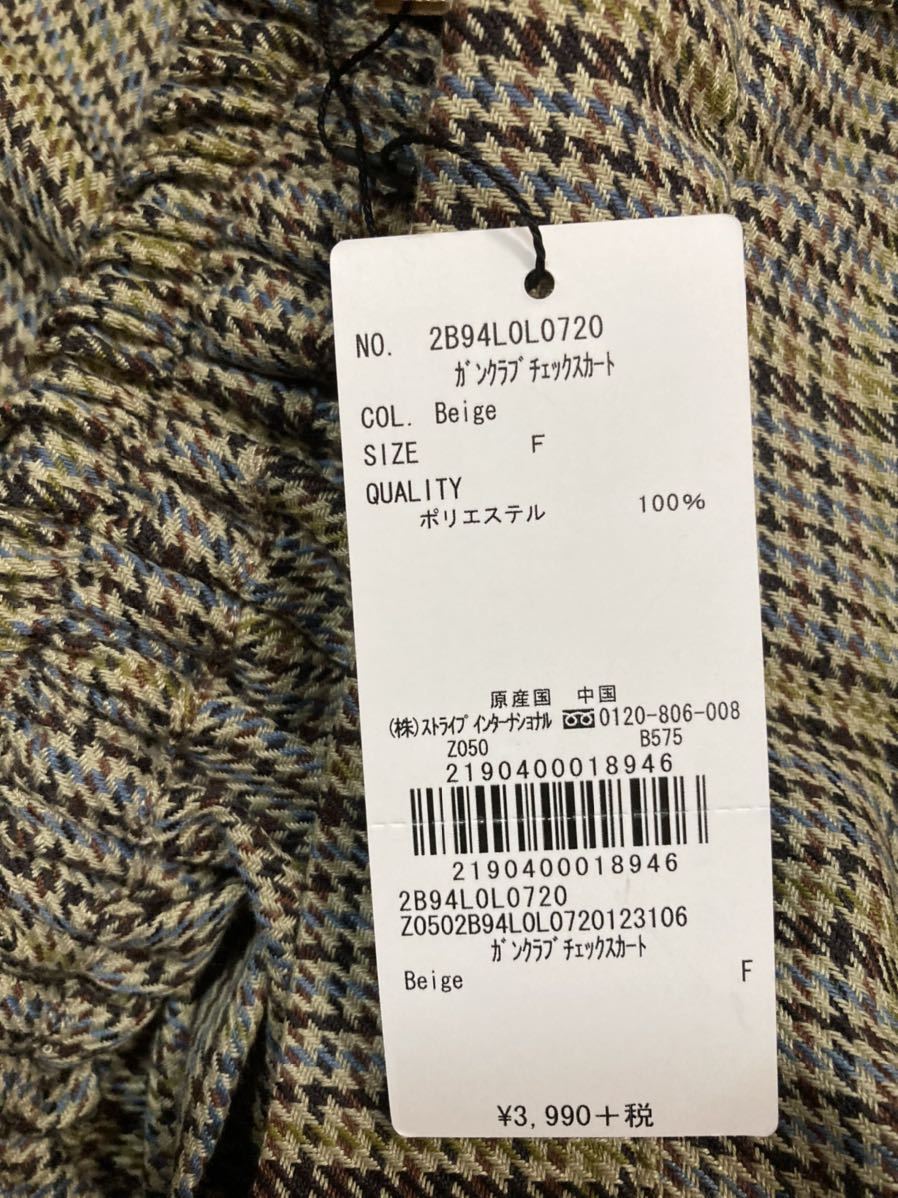 NO. 2B94L0L0720
ガンクラブチェックスカート
COL. Beige
SIZE F
QUALITY
ポリエステル 100%
原産国 中国
(株)ストライプインターナショナル 0120-806-008
Z050 B575
2190400018946
2190400018946
2B94L0L0720
Z0502B94L0L0720123106
ガンクラブチェックスカート
Beige F
¥3,990+税